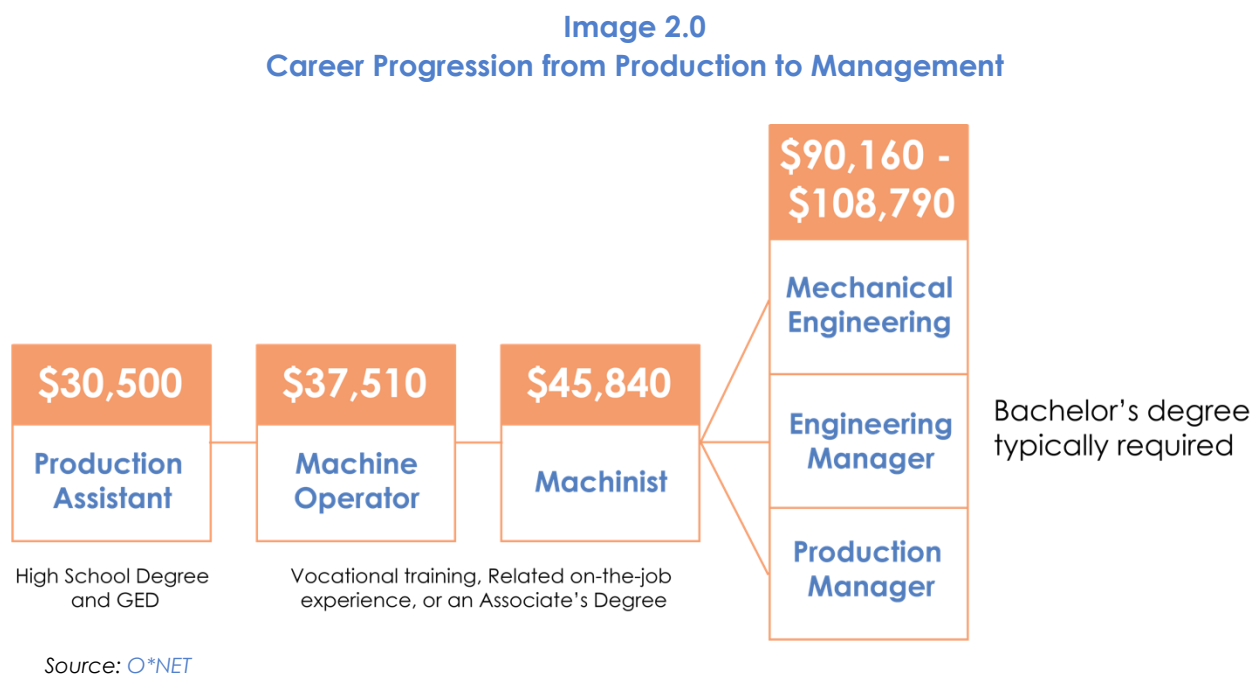 Image 2.0
Career Progression from Production to Management
$90,160 -
$108,790
Mechanical
Engineering
Engineering
Manager
Production
Manager
Bachelor’s degree
typically required
$30,500
Production
Assistant
$37,510
Machine
Operator
$45,840
Machinist
High School Degree
and GED
Vocational training, Related on-the-job
experience, or an Associate’s Degree
Source: O*NET